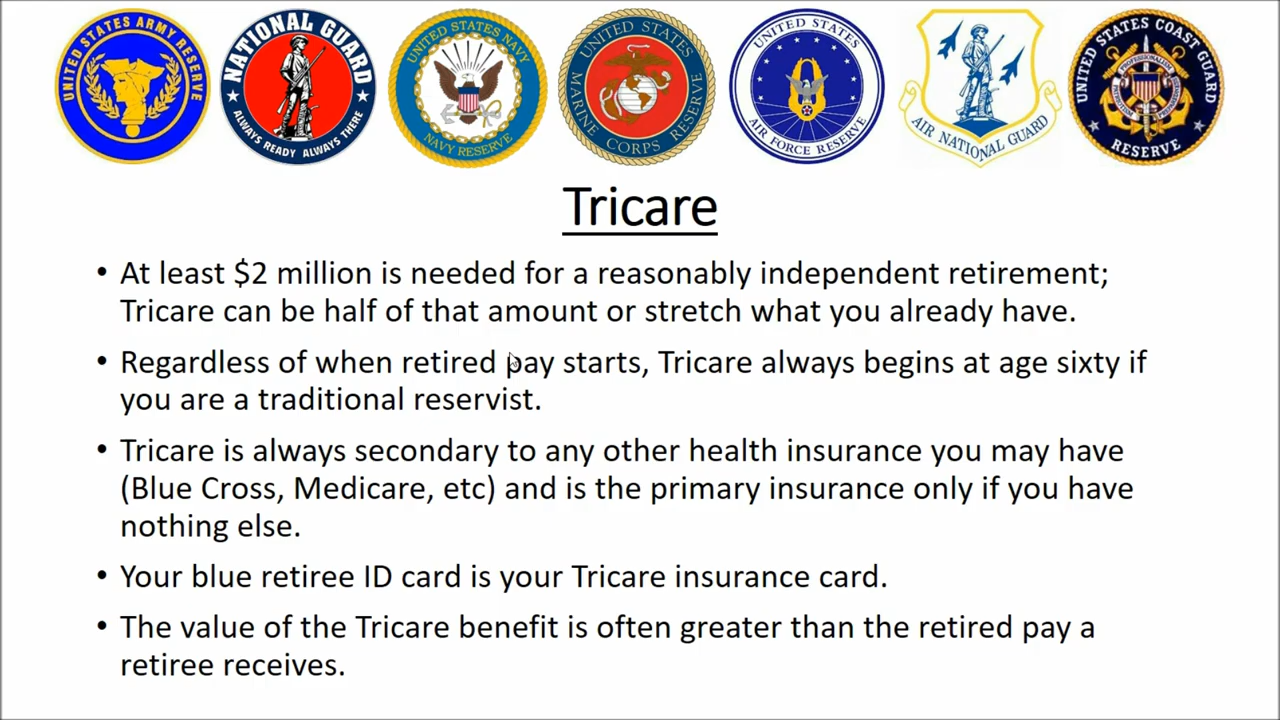 UNITED STATES ARMY RESERVE
NATIONAL GUARD
ALWAYS READY ALWAYS THERE
UNITED STATES NAVY
NAVY RESERVE
UNITED STATES
MARINE CORPS RESERVE
UNITED STATES
AIR FORCE RESERVE
AIR NATIONAL GUARD
UNITED STATES COAST GUARD
RESERVE
Tricare
• At least $2 million is needed for a reasonably independent retirement;
Tricare can be half of that amount or stretch what you already have.
• Regardless of when retired pay starts, Tricare always begins at age sixty if
you are a traditional reservist.
• Tricare is always secondary to any other health insurance you may have
(Blue Cross, Medicare, etc) and is the primary insurance only if you have
nothing else.
• Your blue retiree ID card is your Tricare insurance card.
• The value of the Tricare benefit is often greater than the retired pay a
retiree receives.